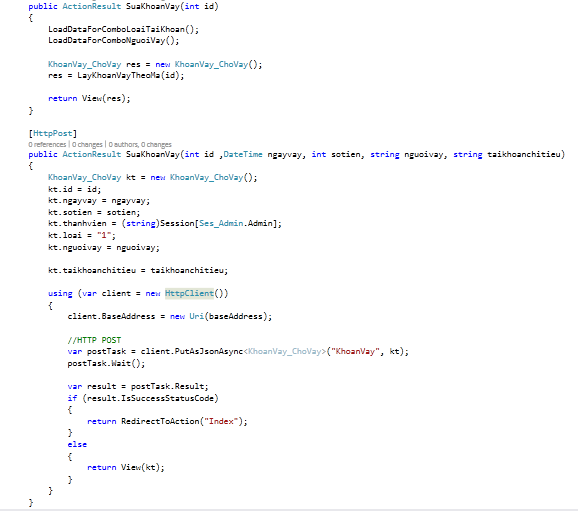 public ActionResult SuaKhoanVay(int id)
{
LoadDataForComboLoaiTaiKhoan();
LoadDataForComboNguoiVay();
KhoanVay_ChoVay res = new KhoanVay_ChoVay();
res = LayKhoanVayTheoMa(id);
return View(res);
}
[HttpPost]
0 references | 0 changes | 0 authors, 0 changes
public ActionResult SuaKhoanVay(int id ,DateTime ngayvay, int sotien, string nguoivay, string taikhoanchitieu)
{
KhoanVay_ChoVay kt = new KhoanVay_ChoVay();
kt.id = id;
kt.ngayvay = ngayvay;
kt.sotien = sotien;
kt.thanhvien = (string)Session[Ses_Admin.Admin];
kt.loai = "1";
kt.nguoivay = nguoivay;
kt.taikhoanchitieu = taikhoanchitieu;
using (var client = new HttpClient())
{
client.BaseAddress = new Uri(baseAddress);
//HTTP POST
var postTask = client.PutAsJsonAsync<KhoanVay_ChoVay>("KhoanVay", kt);
postTask.Wait();
var result = postTask.Result;
if (result.IsSuccessStatusCode)
{
return RedirectToAction("Index");
}
else
{
return View(kt);
}
}
}